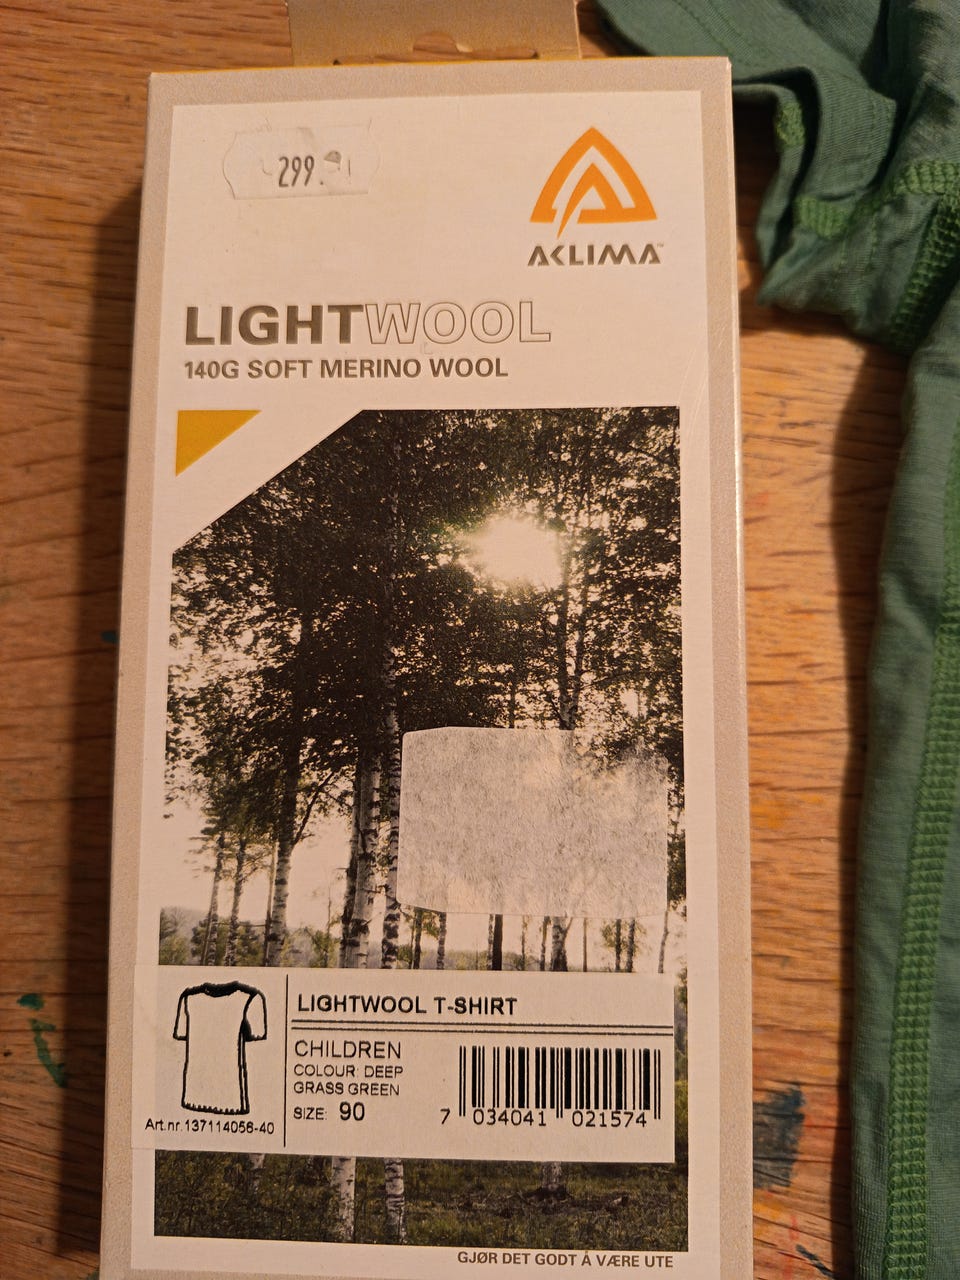 299.
ACLIMA™
LIGHTWOOL
140G SOFT MERINO WOOL
LIGHTWOOL T-SHIRT
CHILDREN
COLOUR: DEEP
GRASS GREEN
SIZE: 90
7 034041 021574
Art.nr.137114056-40
GJØR DET GODT Å VÆRE UTE